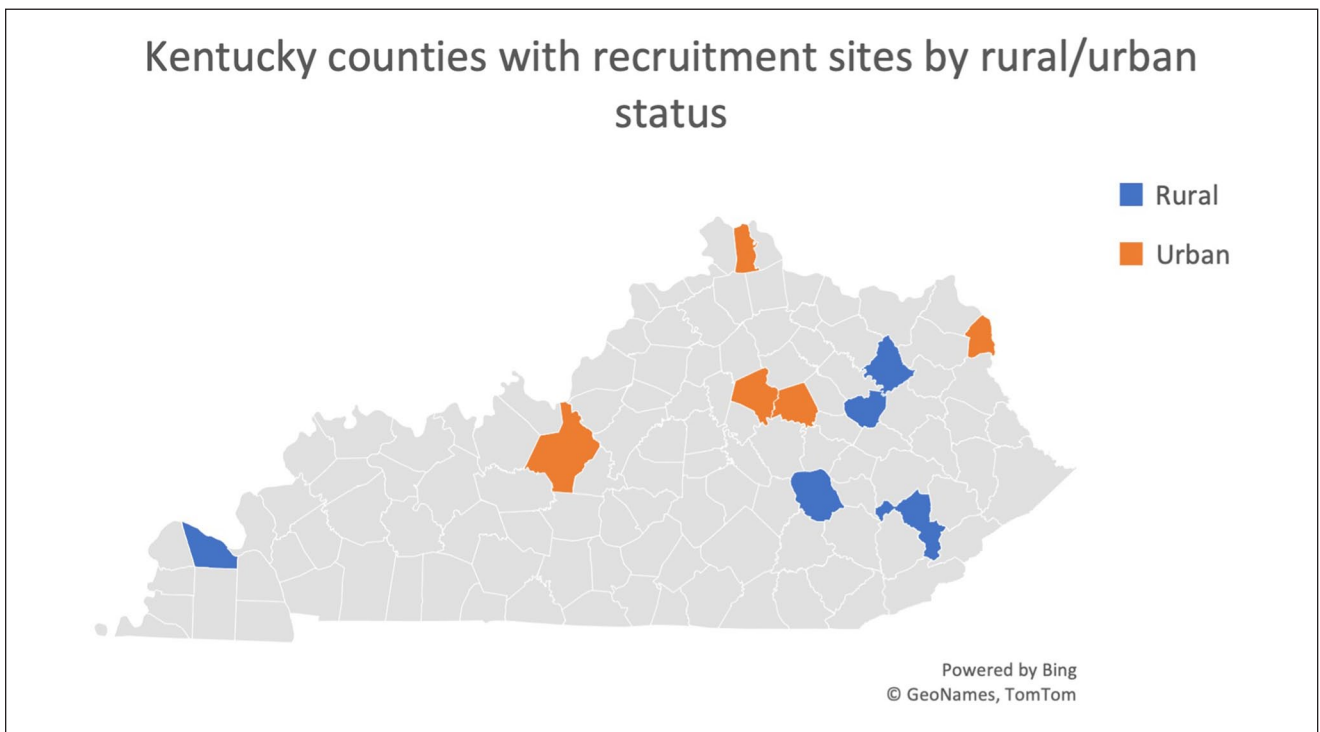 Kentucky counties with recruitment sites by rural/urban
status
Rural
Urban
Powered by Bing
© GeoNames, TomTom